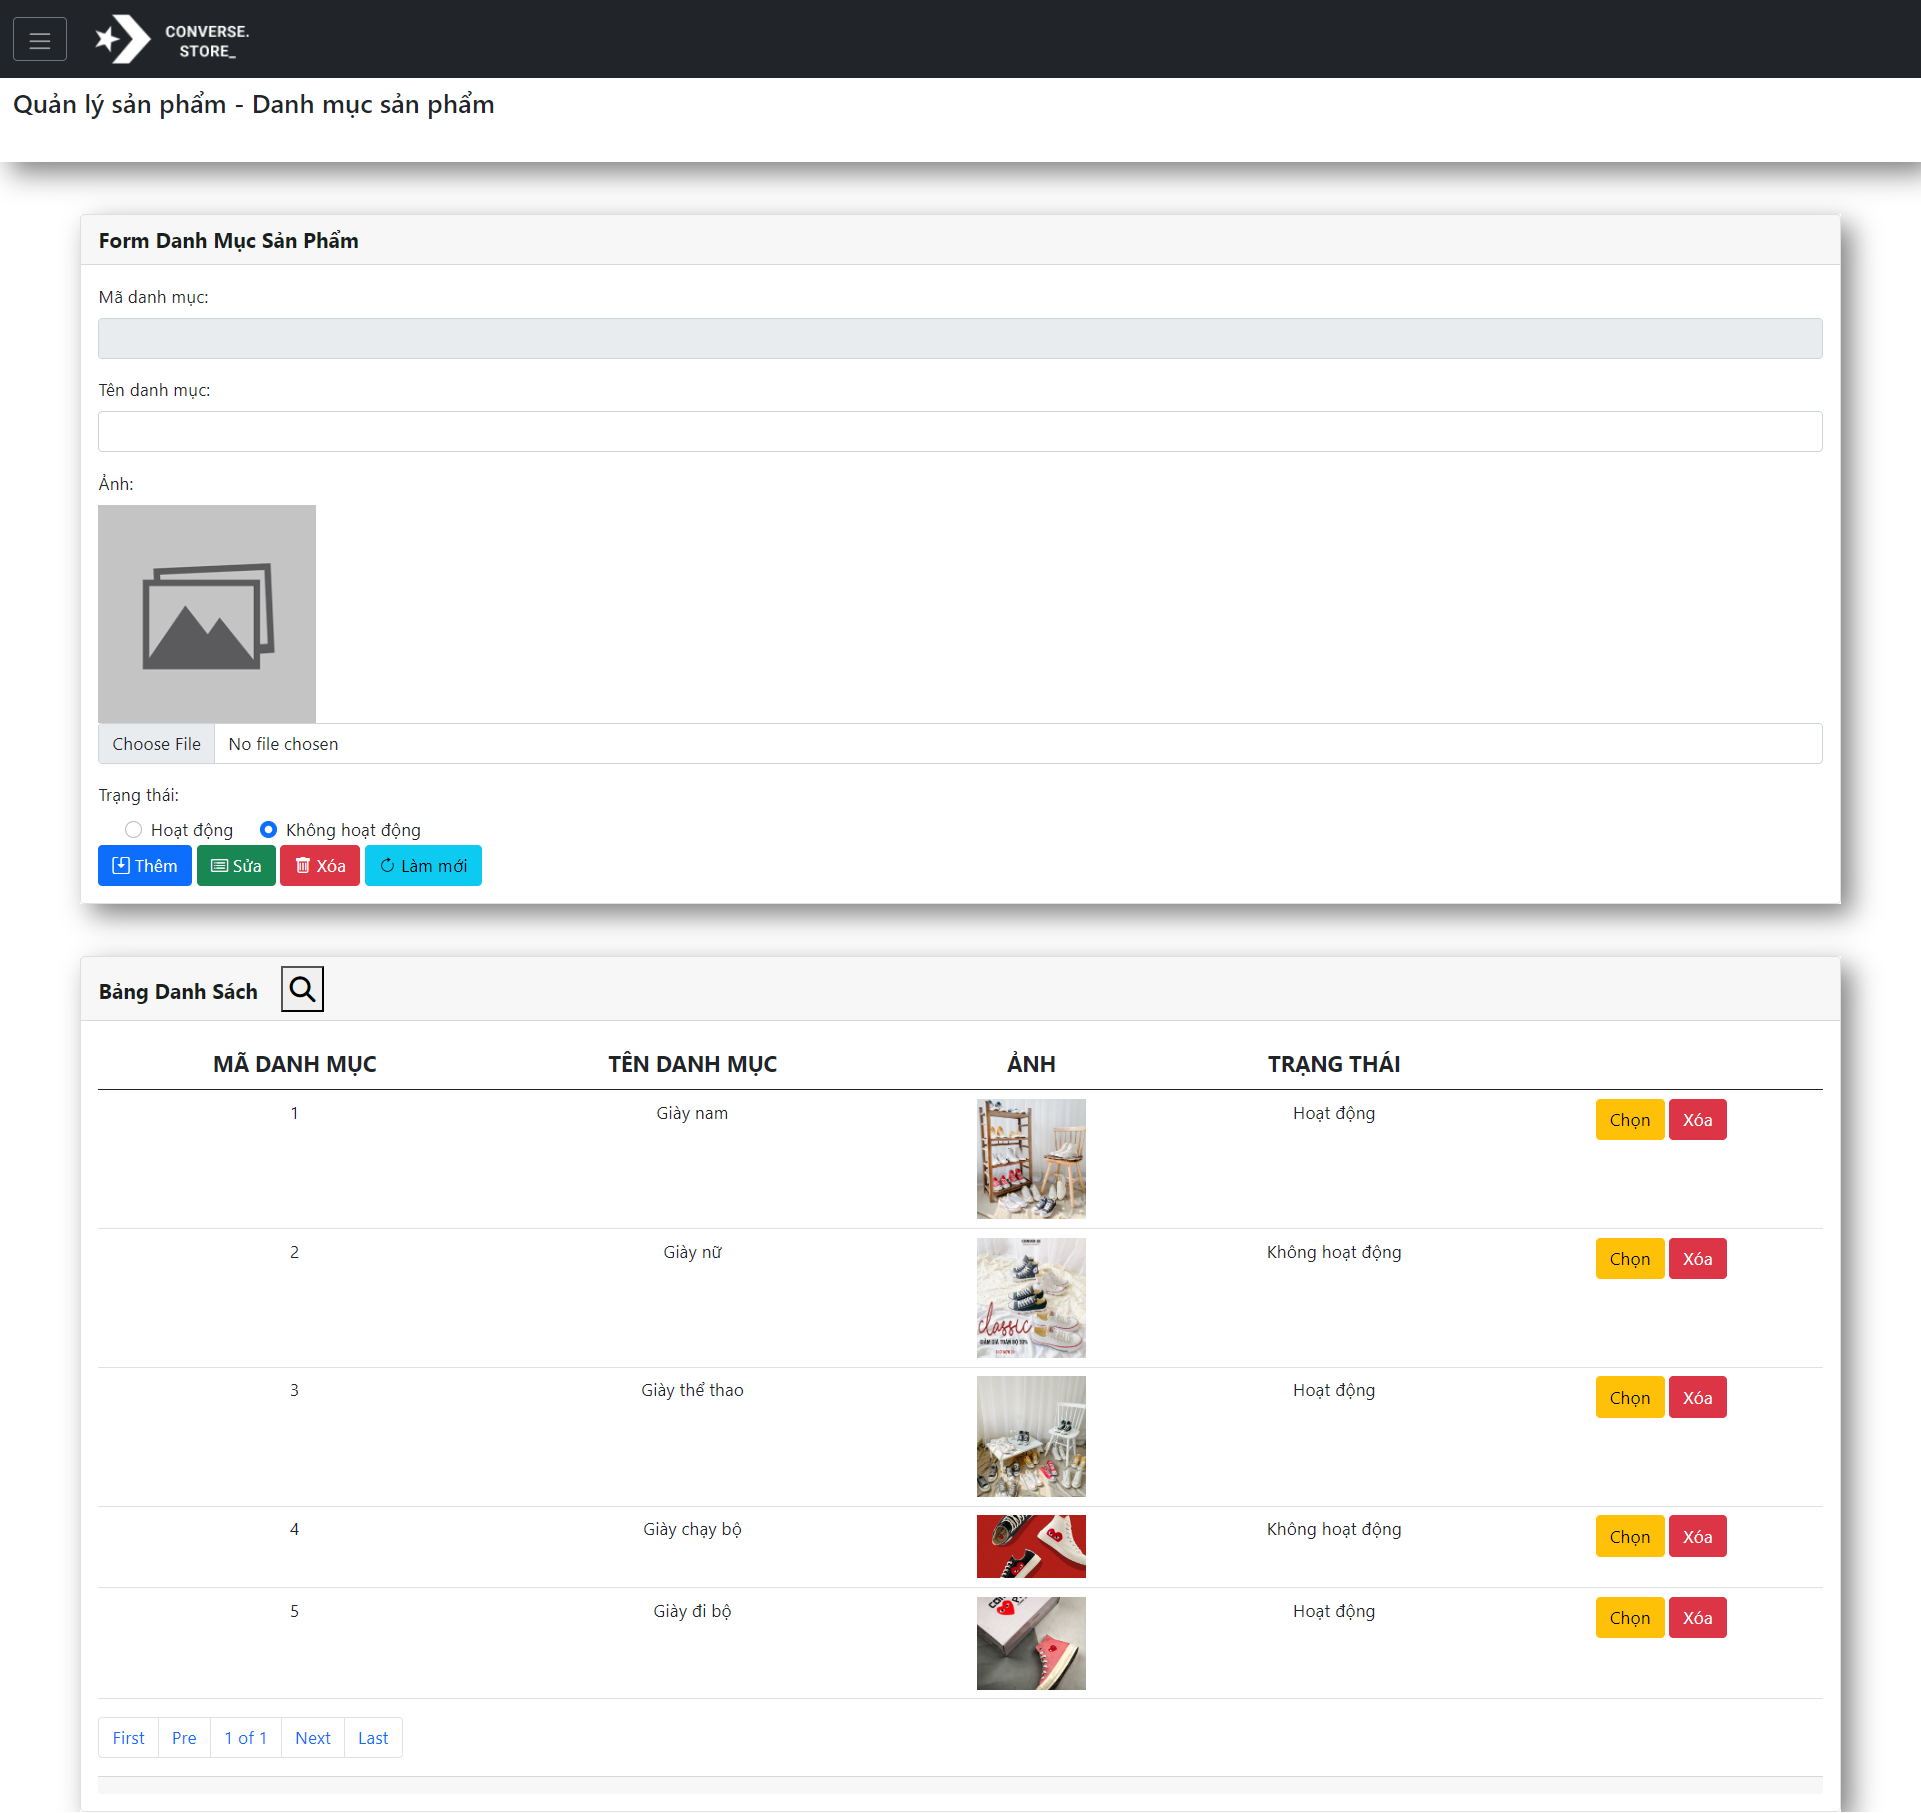 CONVERSE.
STORE_
Quản lý sản phẩm - Danh mục sản phẩm
Form Danh Mục Sản Phẩm
Mã danh mục:
Tên danh mục:
Ảnh:
Choose File No file chosen
Trạng thái:
Hoạt động Không hoạt động
Thêm Sửa Xóa Làm mới
Bảng Danh Sách
MÃ DANH MỤC TÊN DANH MỤC ẢNH TRẠNG THÁI
1 Giày nam Hoạt động Chọn Xóa
2 Giày nữ Không hoạt động Chọn Xóa
classic
GIẢM GIÁ TOÀN BỘ 10%
3 Giày thể thao Hoạt động Chọn Xóa
4 Giày chạy bộ Không hoạt động Chọn Xóa
5 Giày đi bộ Hoạt động Chọn Xóa
First Pre 1 of 1 Next Last